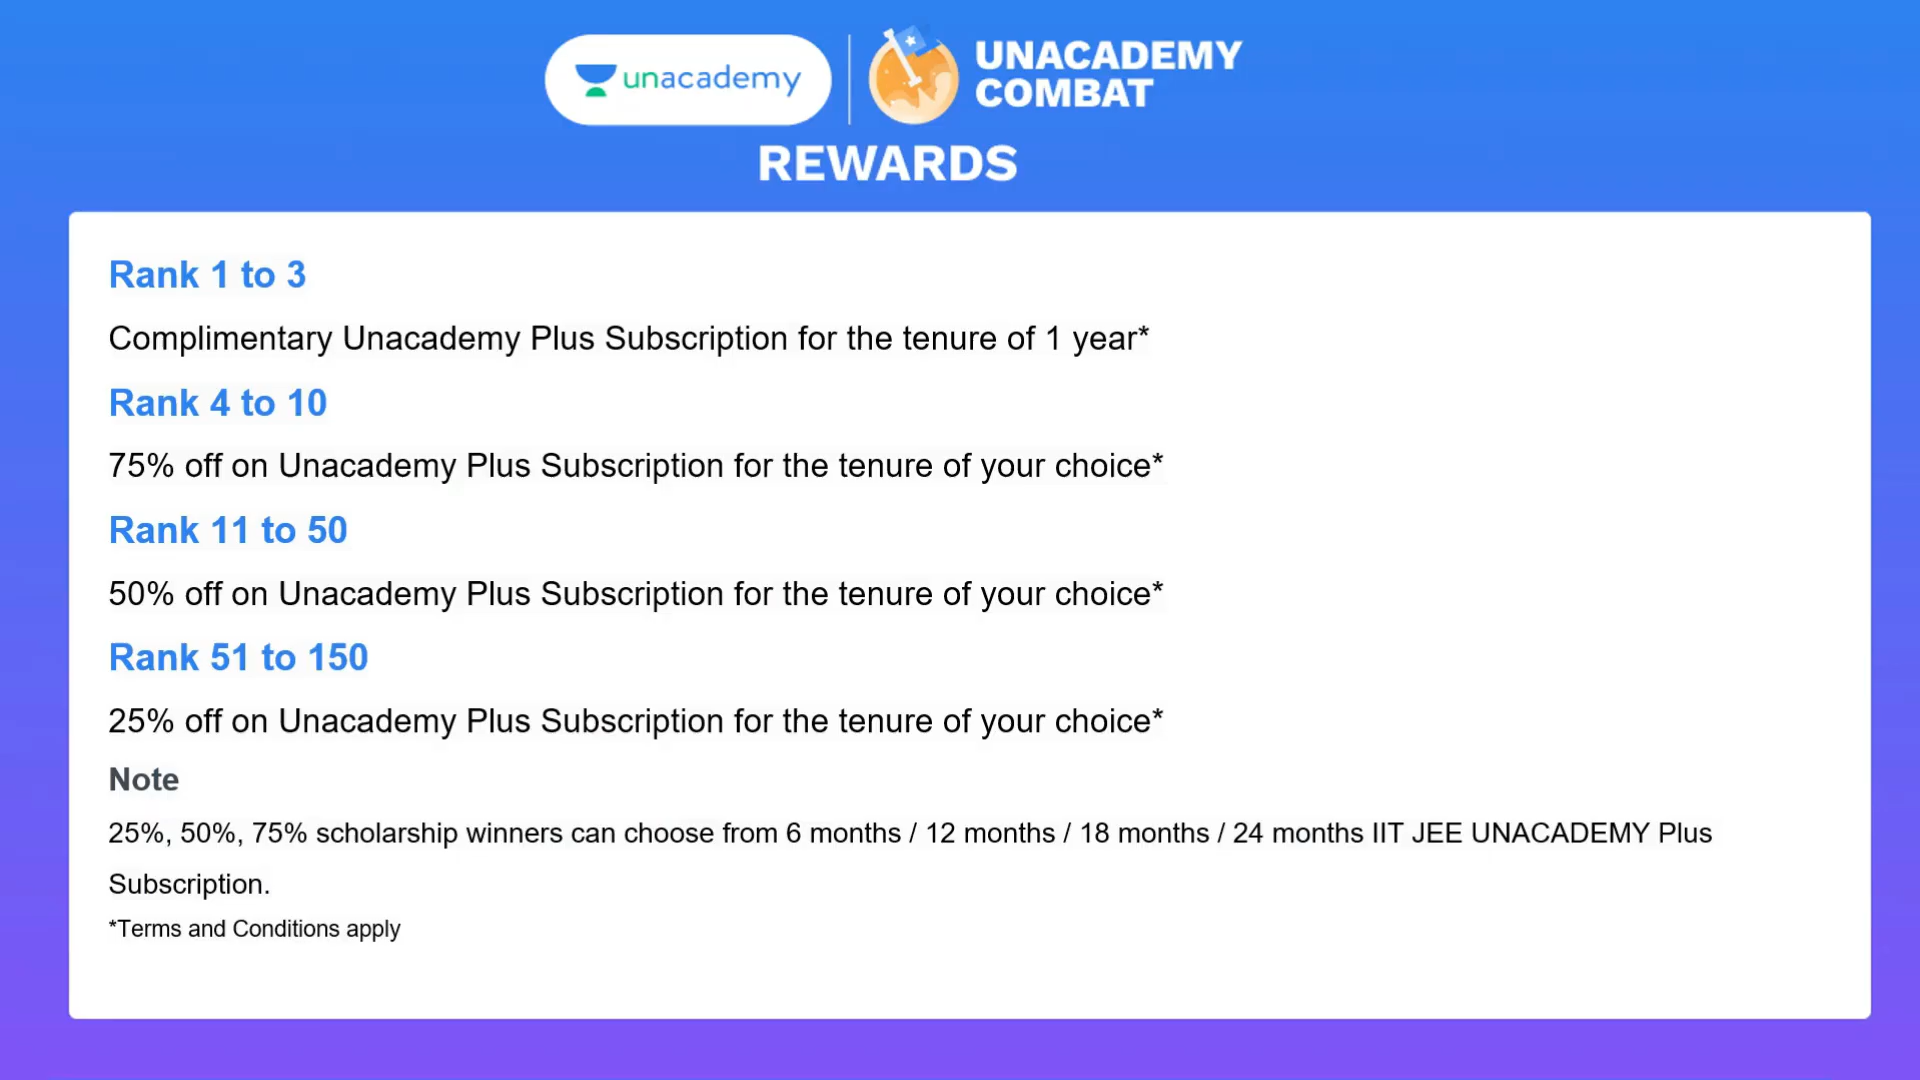 unacademy
UNACADEMY
COMBAT
REWARDS
Rank 1 to 3
Complimentary Unacademy Plus Subscription for the tenure of 1 year*
Rank 4 to 10
75% off on Unacademy Plus Subscription for the tenure of your choice*
Rank 11 to 50
50% off on Unacademy Plus Subscription for the tenure of your choice*
Rank 51 to 150
25% off on Unacademy Plus Subscription for the tenure of your choice*
Note
25%, 50%, 75% scholarship winners can choose from 6 months / 12 months / 18 months / 24 months IIT JEE UNACADEMY Plus
Subscription.
*Terms and Conditions apply